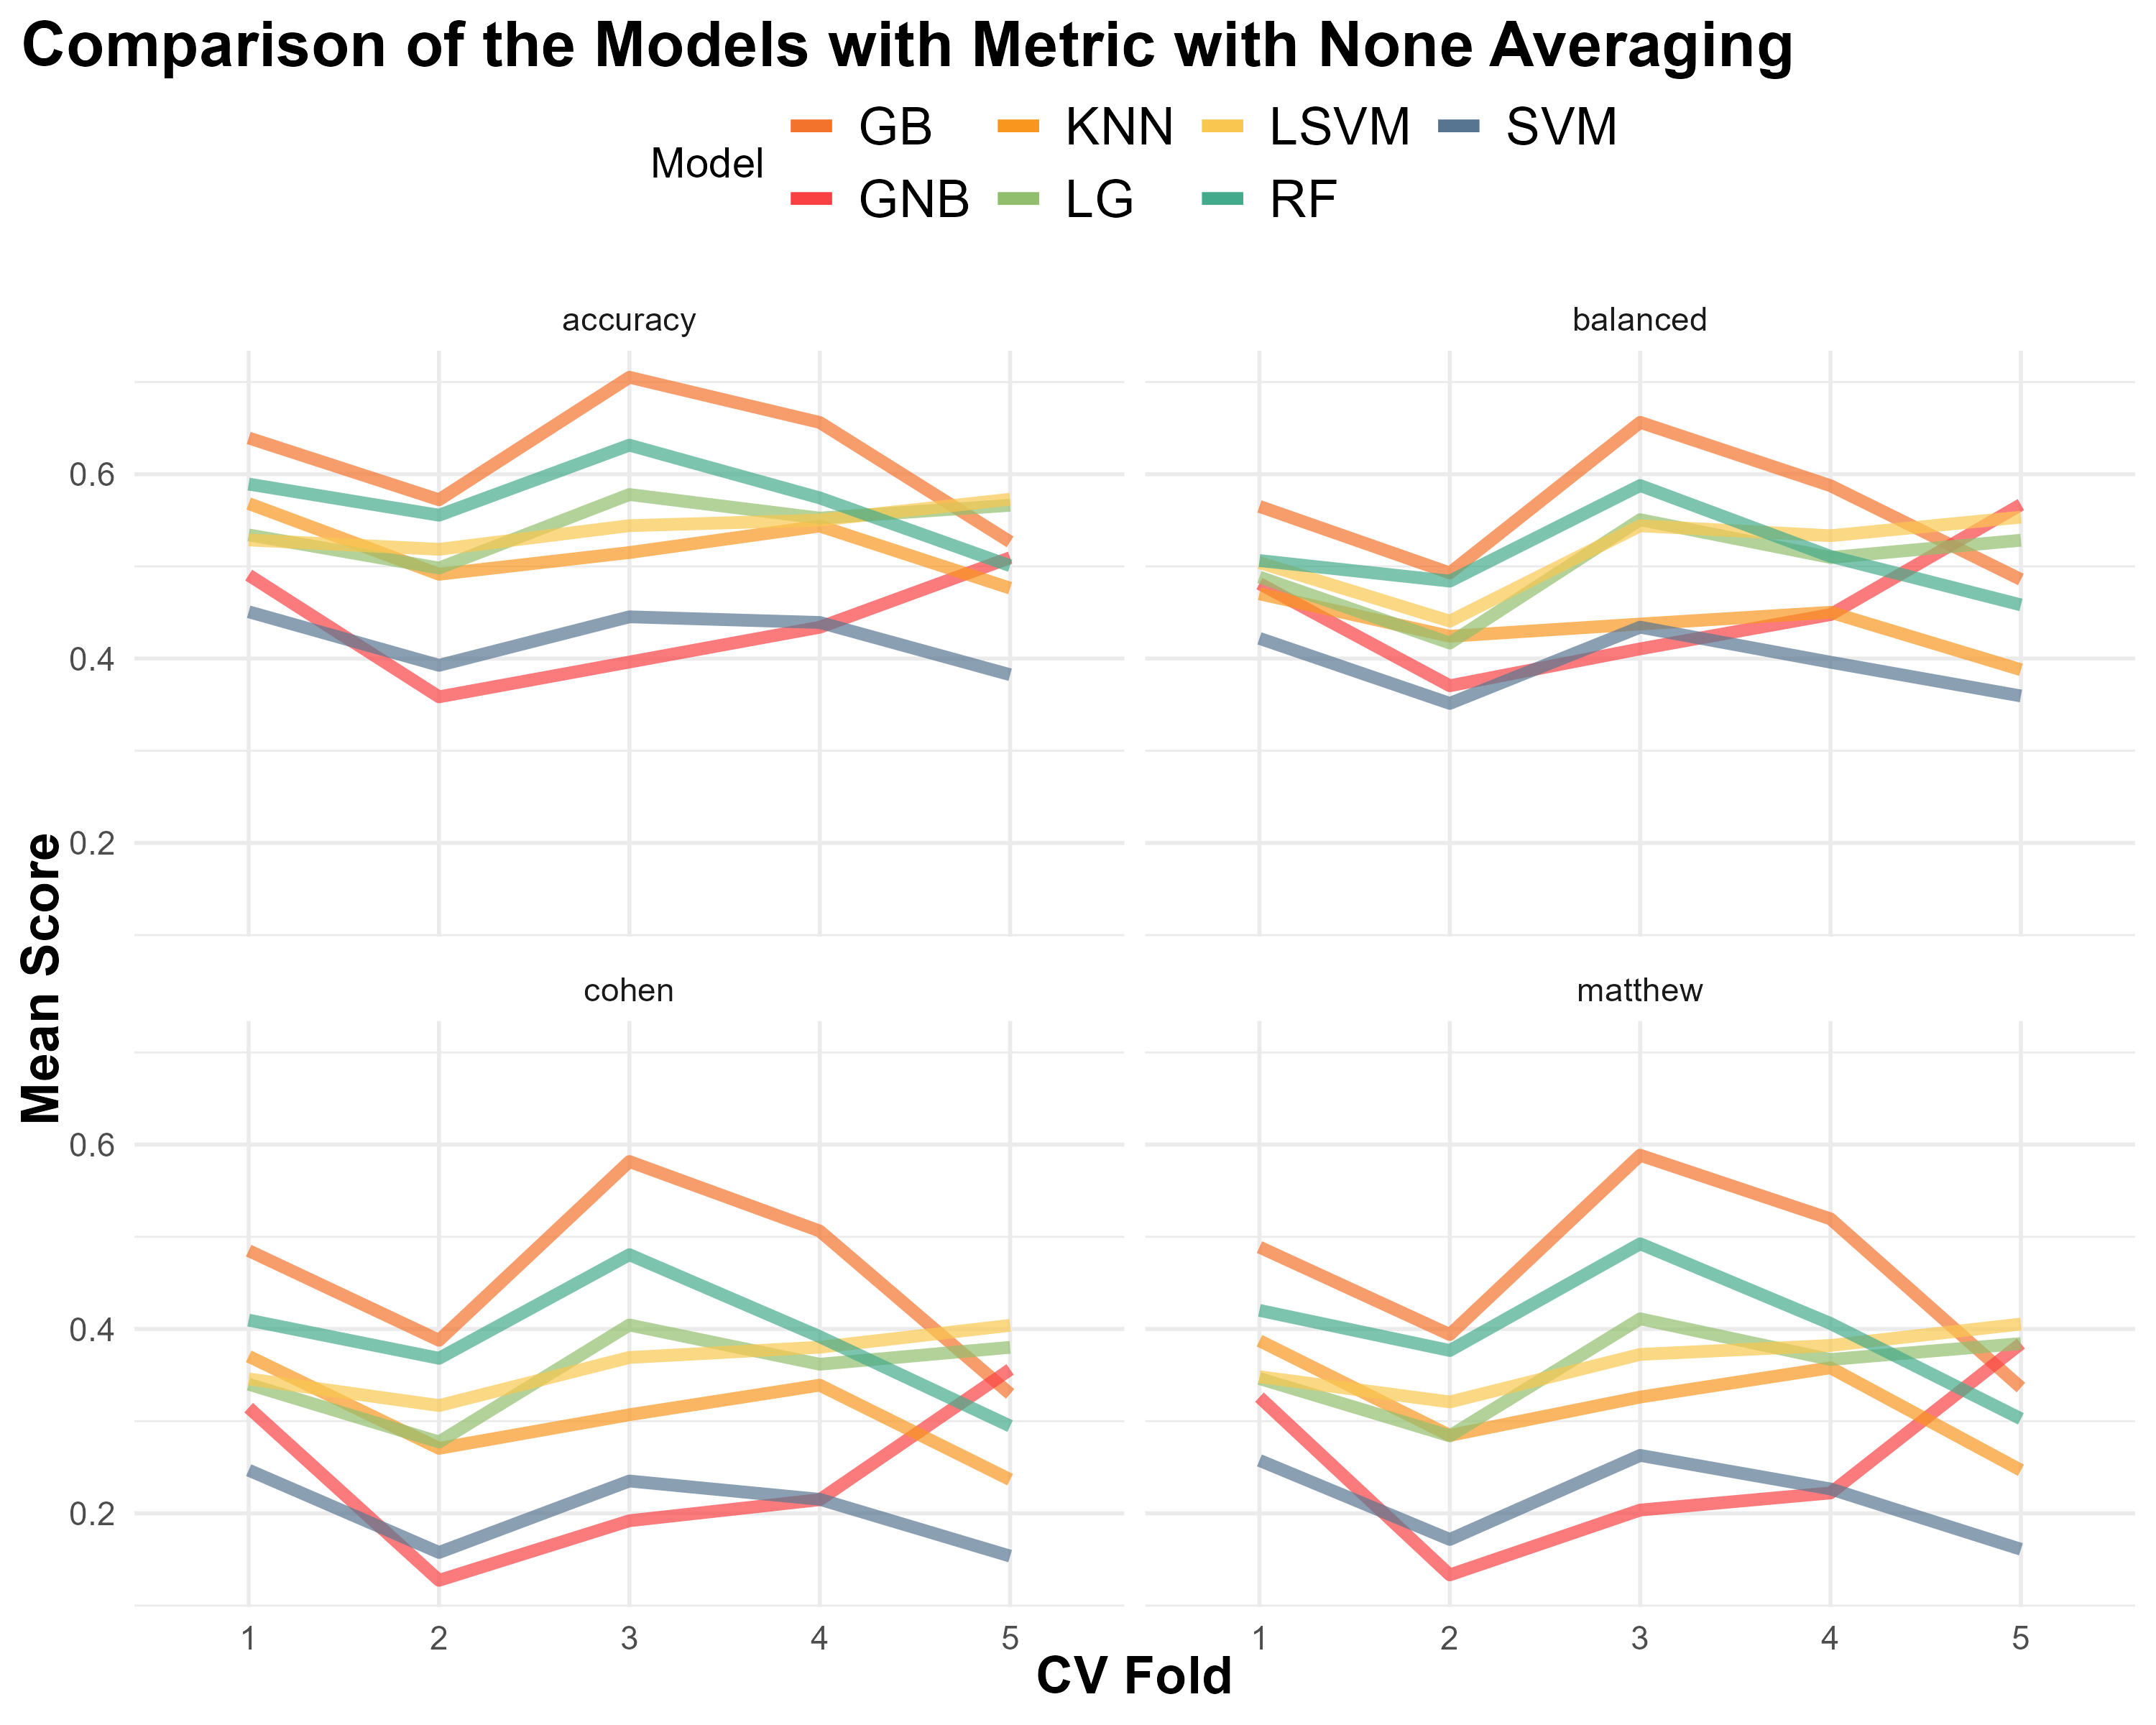 Comparison of the Models with Metric with None Averaging
Model
GB KNN LSVM SVM
GNB LG RF
accuracy balanced
0.6
0.4
0.2
cohen matthew
0.6
0.4
0.2
Mean Score
1 2 3 4 5 1 2 3 4 5
CV Fold